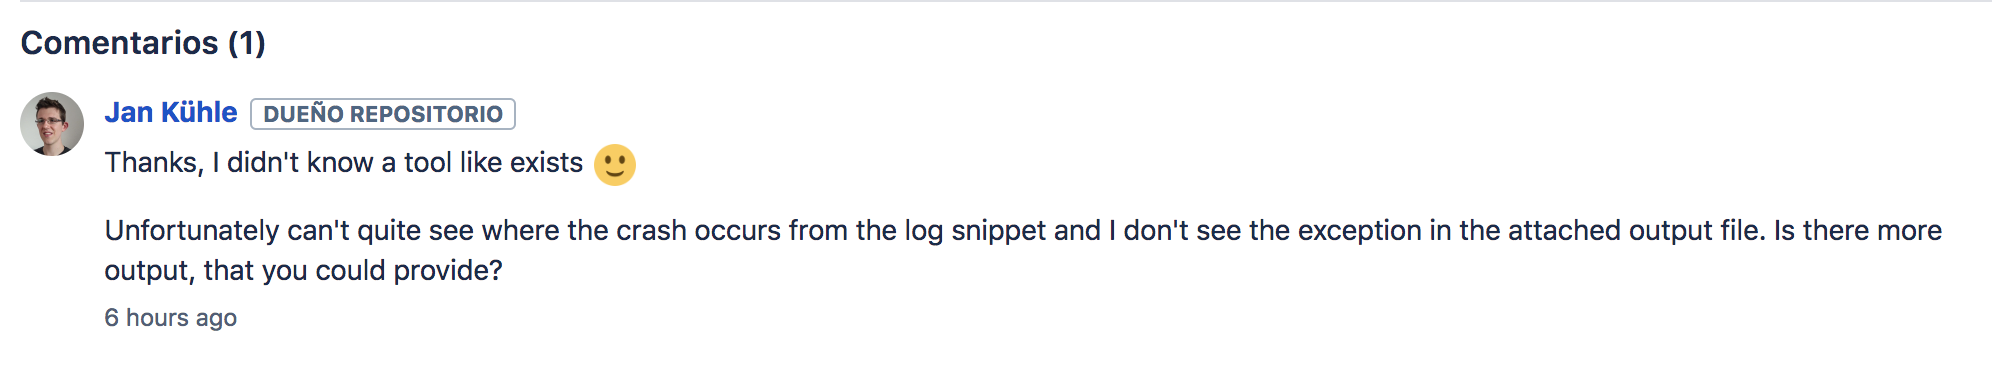 Comentarios (1)
Jan Kühle DUEÑO REPOSITORIO
Thanks, I didn't know a tool like exists 🙂
Unfortunately can't quite see where the crash occurs from the log snippet and I don't see the exception in the attached output file. Is there more
output, that you could provide?
6 hours ago